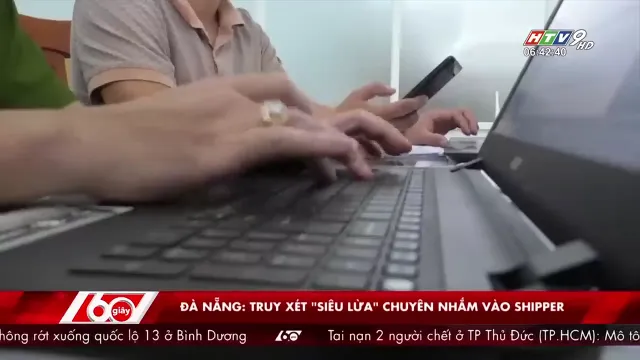 HTV9 HD
06:42:40
60 giây
ĐÀ NẴNG: TRUY XÉT "SIÊU LỪA" CHUYÊN NHẮM VÀO SHIPPER
hông rớt xuống quốc lộ 13 ở Bình Dương 60 Tai nạn 2 người chết ở TP Thủ Đức (TP.HCM): Mô tô